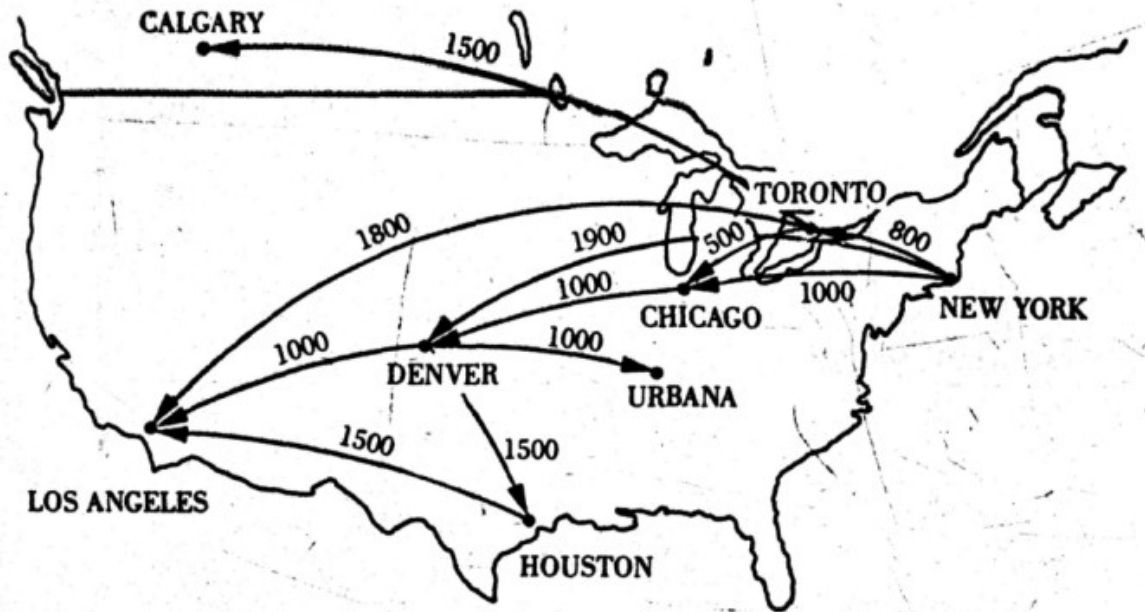 CALGARY
1500
TORONTO
1800
1900
500
800
1000
CHICAGO
1000
NEW YORK
1000
DENVER
1000
URBANA
1500
1500
LOS ANGELES
HOUSTON